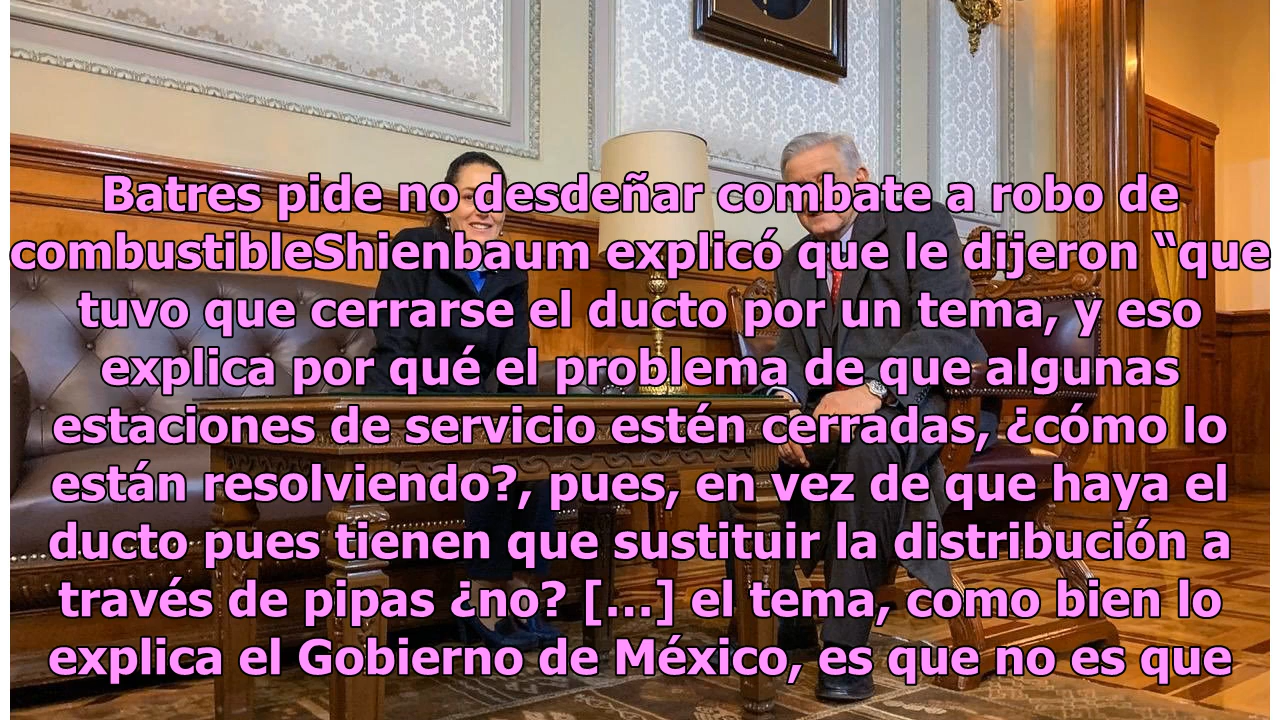 Batres pide no desdeñar combate a robo de
combustibleShienbaum explicó que le dijeron “que
tuvo que cerrarse el ducto por un tema, y eso
explica por qué el problema de que algunas
estaciones de servicio estén cerradas, ¿cómo lo
están resolviendo?, pues, en vez de que haya el
ducto pues tienen que sustituir la distribución a
través de pipas ¿no? [...] el tema, como bien lo
explica el Gobierno de México, es que no es que